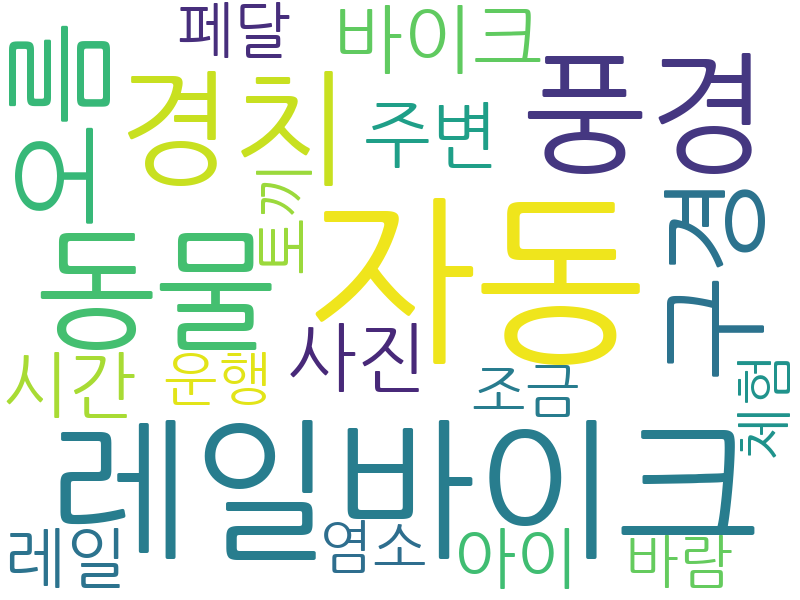 페달
바이크
오름
경치
주변
풍경
토끼
동물
자동
구경
시간
운행
사진
조금
체험
레일바이크
레일
염소
아이
바람